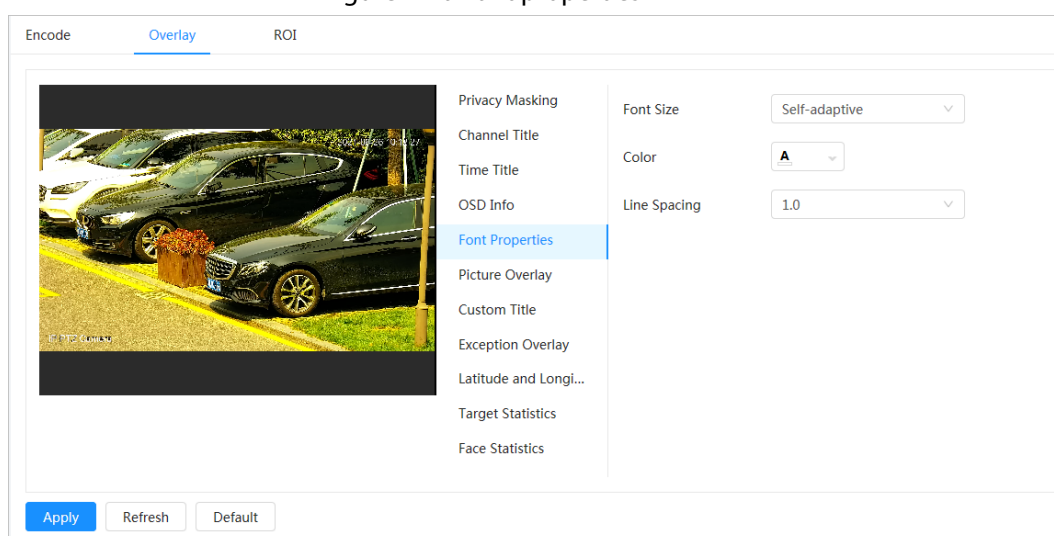 Encode Overlay ROI
Privacy Masking
Channel Title
Time Title
OSD Info
Font Properties
Picture Overlay
Custom Title
Exception Overlay
Latitude and Longi...
Target Statistics
Face Statistics
Font Size Self-adaptive
Color A
Line Spacing 1.0
Apply Refresh Default